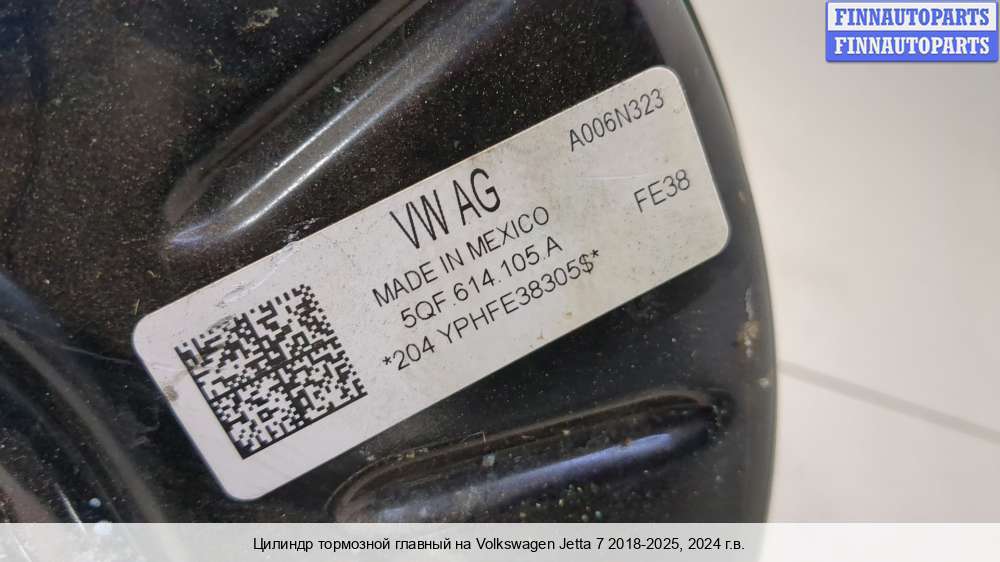 FINNAUTOPARTS
FINNAUTOPARTS
A006N323
VW AG
FE38
MADE IN MEXICO
5QF.614.105.A
*204 YPHFE38305$*
Цилиндр тормозной главный на Volkswagen Jetta 7 2018-2025, 2024 г.в.